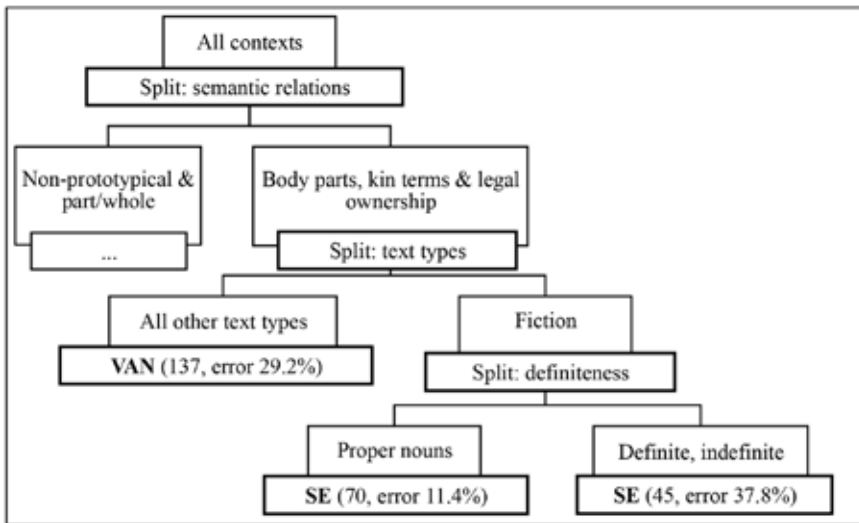 All contexts
Split: semantic relations
Non-prototypical &
part/whole
...
Body parts, kin terms & legal
ownership
Split: text types
All other text types
VAN (137, error 29.2%)
Fiction
Split: definiteness
Proper nouns
SE (70, error 11.4%)
Definite, indefinite
SE (45, error 37.8%)